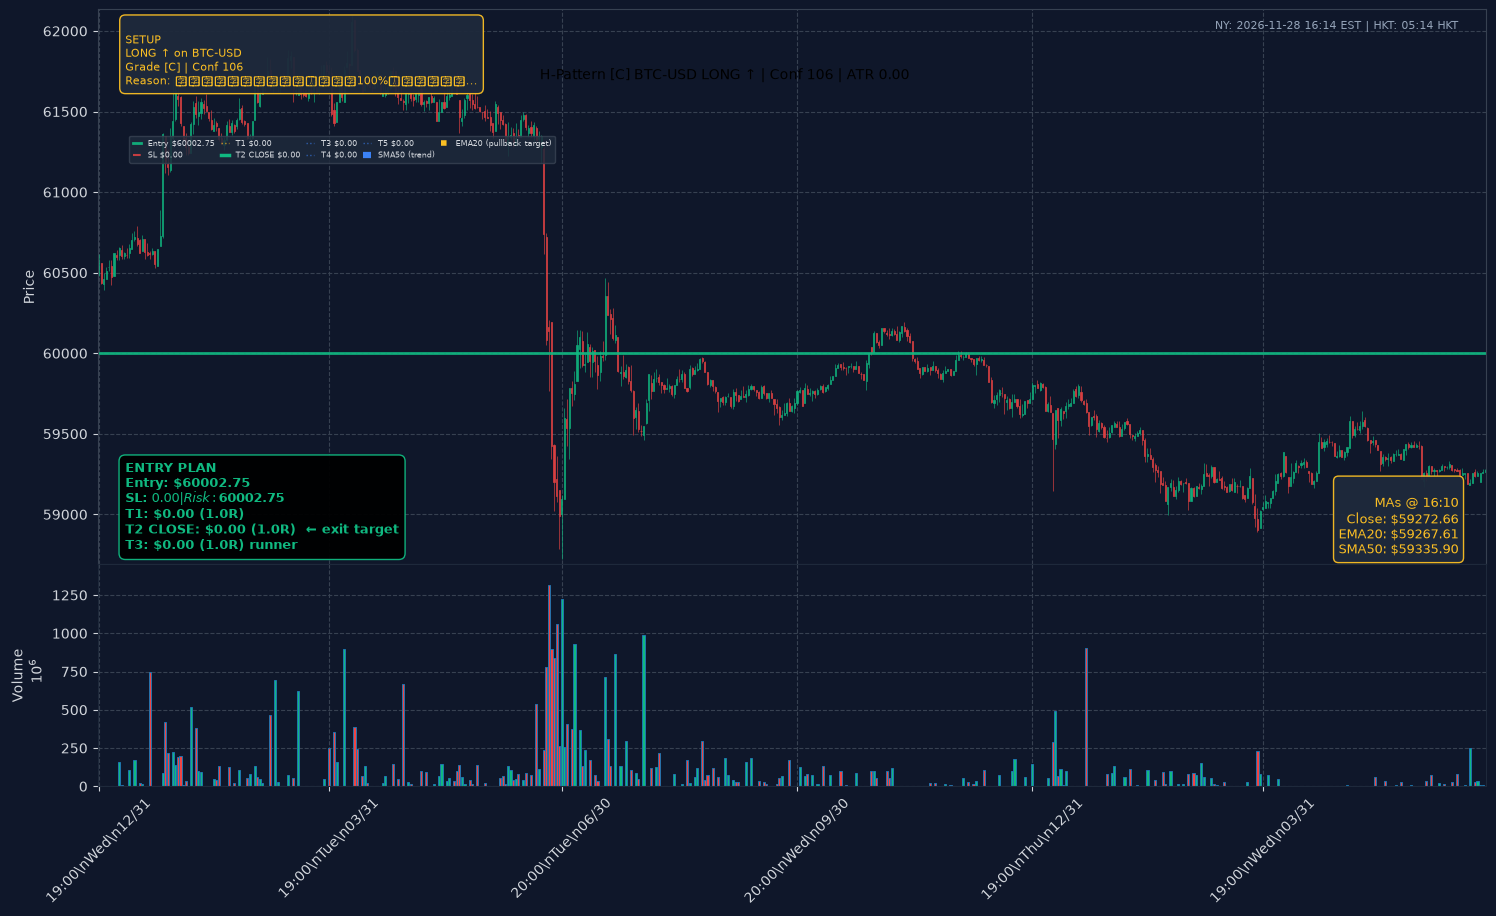 NY: 2026-11-28 16:14 EST | HKT: 05:14 HKT
SETUP
LONG ↑ on BTC-USD
Grade [C] | Conf 106
Reason: 100%...
H-Pattern [C] BTC-USD LONG ↑ | Conf 106 | ATR 0.00
Entry $60002.75
SL $0.00
T1 $0.00
T2 CLOSE $0.00
T3 $0.00
T4 $0.00
T5 $0.00
SMA50 (trend)
EMA20 (pullback target)
Price
62000
61500
61000
60500
60000
59500
59000
ENTRY PLAN
Entry: $60002.75
SL: 0.00|Risk:60002.75
T1: $0.00 (1.0R)
T2 CLOSE: $0.00 (1.0R) ← exit target
T3: $0.00 (1.0R) runner
MAs @ 16:10
Close: $59272.66
EMA20: $59267.61
SMA50: $59335.90
Volume
10⁶
1250
1000
750
500
250
0
19:00\nWed\n12/31
19:00\nTue\n03/31
20:00\nTue\n06/30
20:00\nWed\n09/30
19:00\nThu\n12/31
19:00\nWed\n03/31